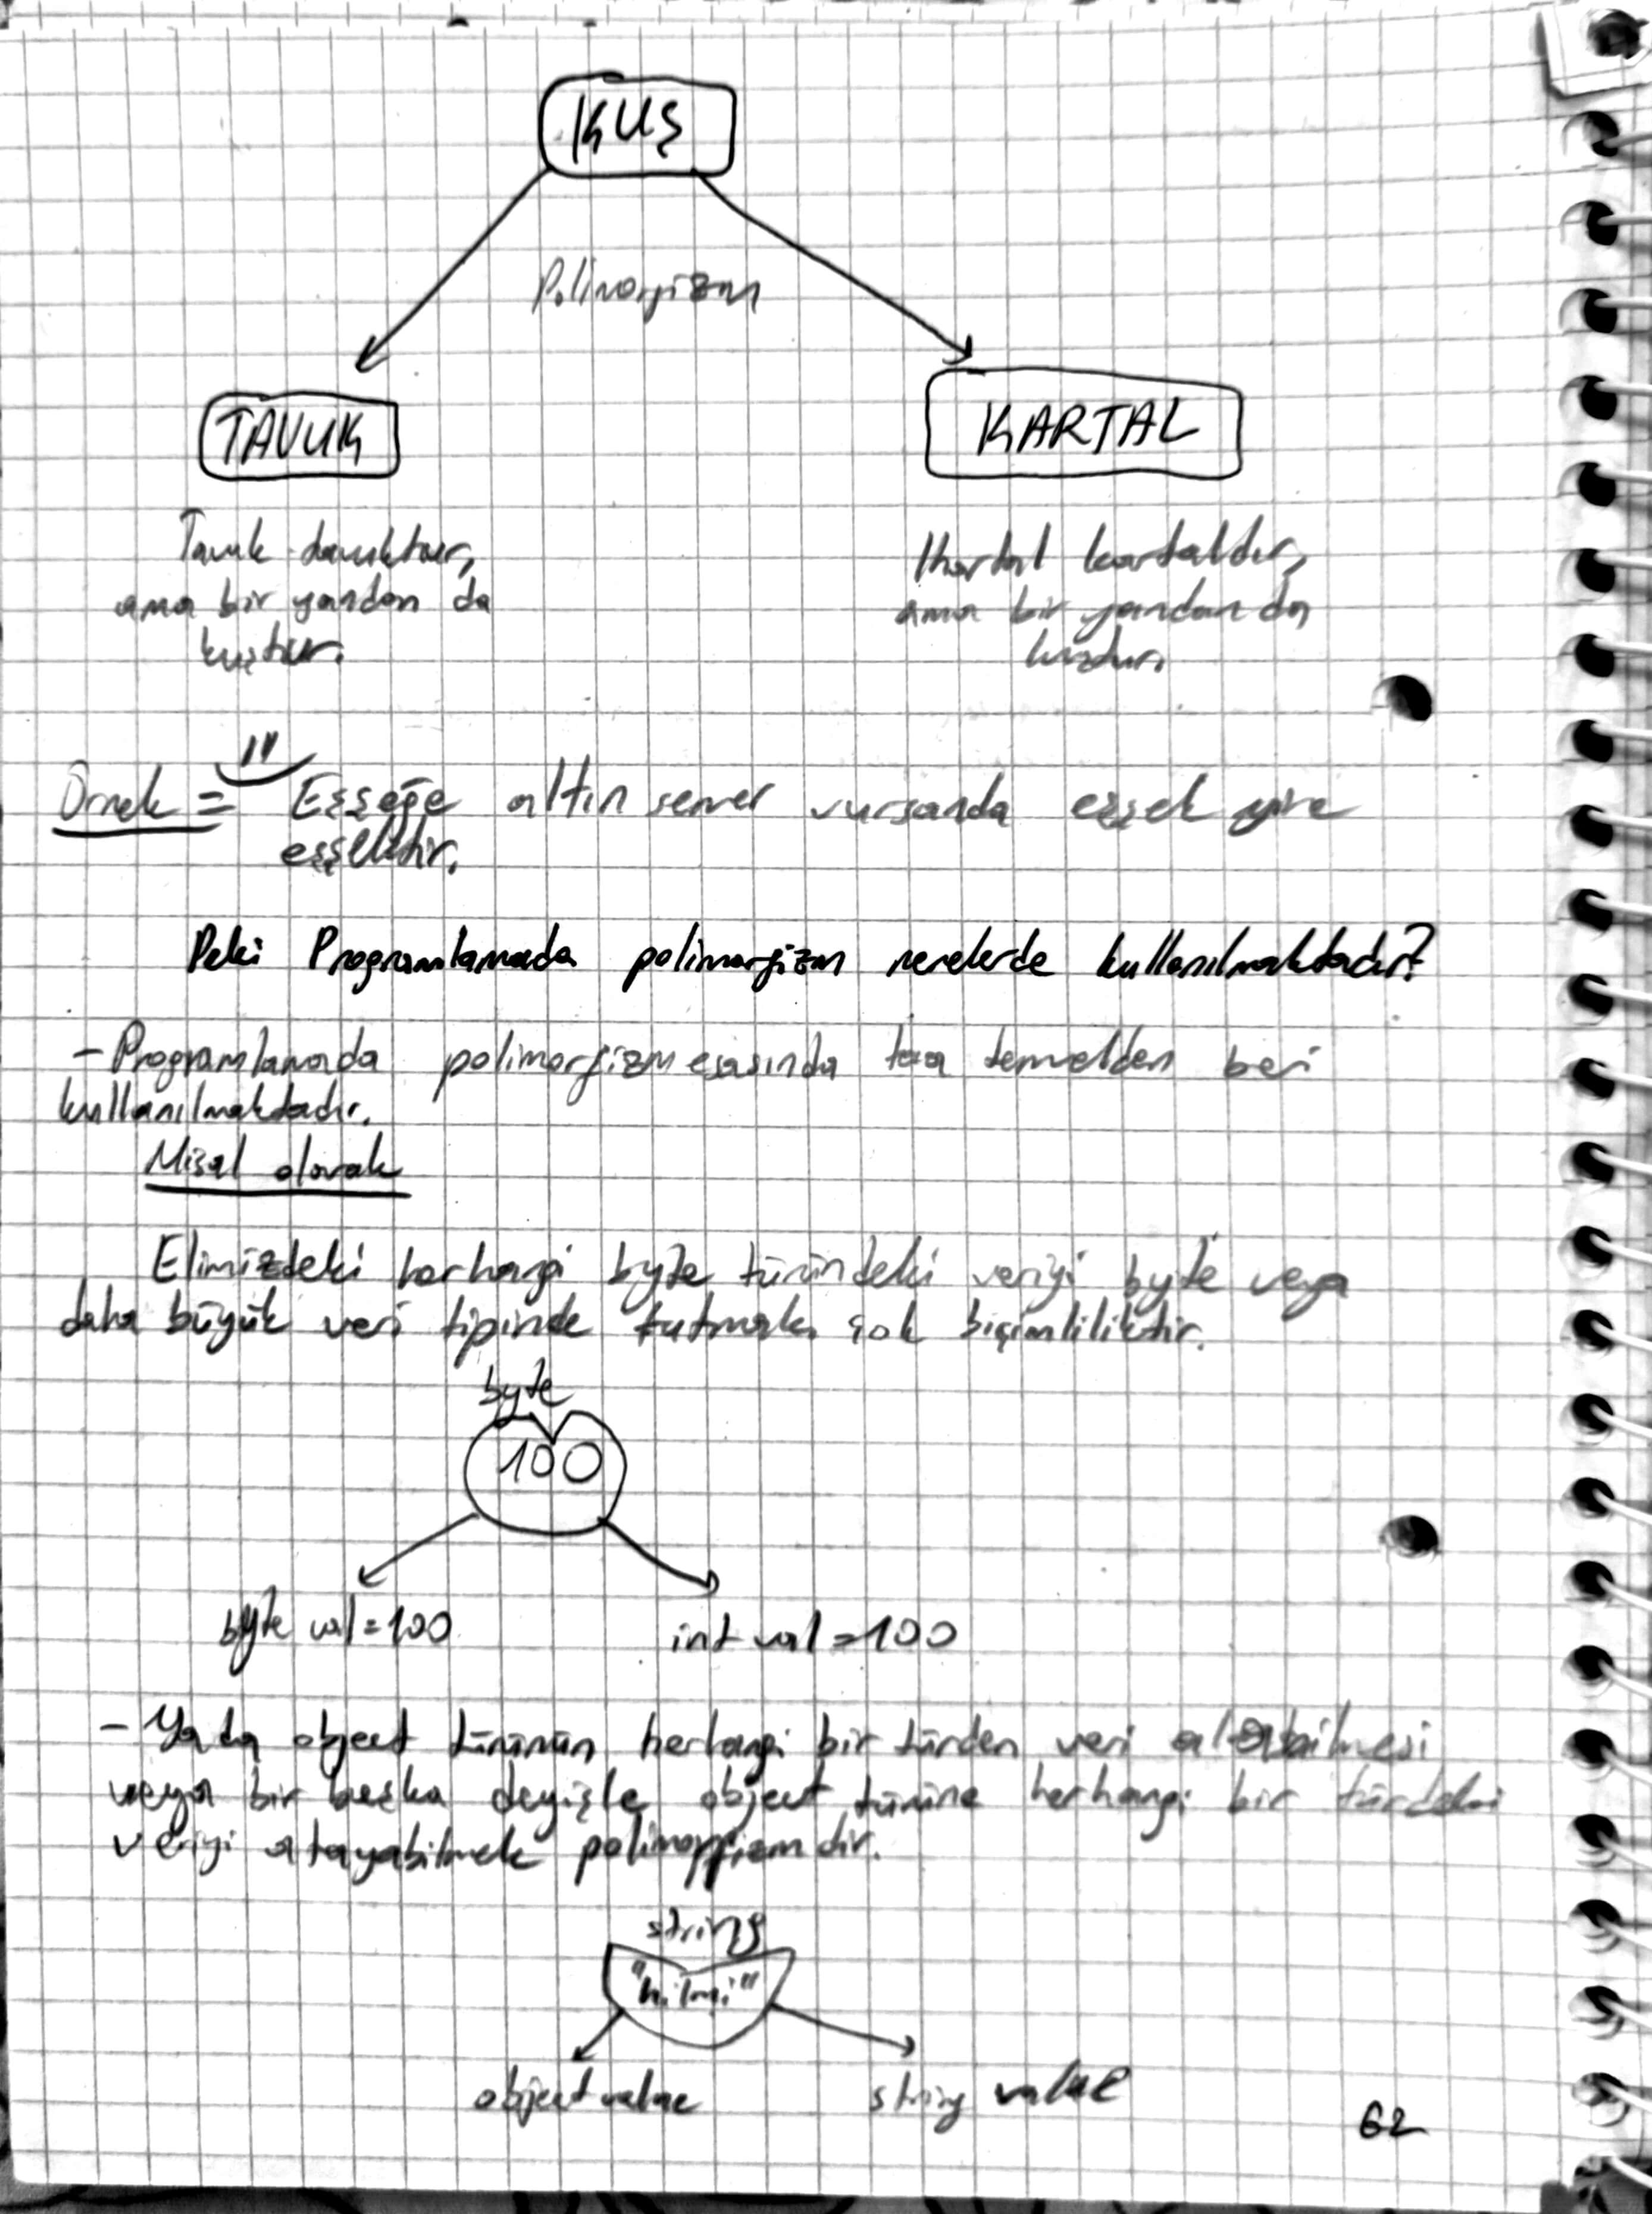 KUŞ
Polimorfizm
TAVUK
KARTAL
Tavuk tavuktur,
ama bir yandan da
kuştur.
Kartal kartaldır,
ama bir yandan da
kuştur.
Örnek = Eşşeğe altın semer vursanda eşşek yine
eşşektir.
Peki Programlamada polimorfizm nerelerde kullanılmaktadır?
- Programlamada polimorfizm esasında taa temelden beri
kullanılmaktadır.
Misal olarak
Elimizdeki herhangi byte türündeki veriyi byte veya
daha büyük veri tipinde tutmak çok biçimliliktir.
byte
100
byte val=100
int val=100
- Ya da object türünün herhangi bir türden veri alabilmesi
veya bir başka deyişle object türüne herhangi bir türdeki
veriyi atayabilmek polimorfizmdir.
string
"hilmi"
object value
string value
62